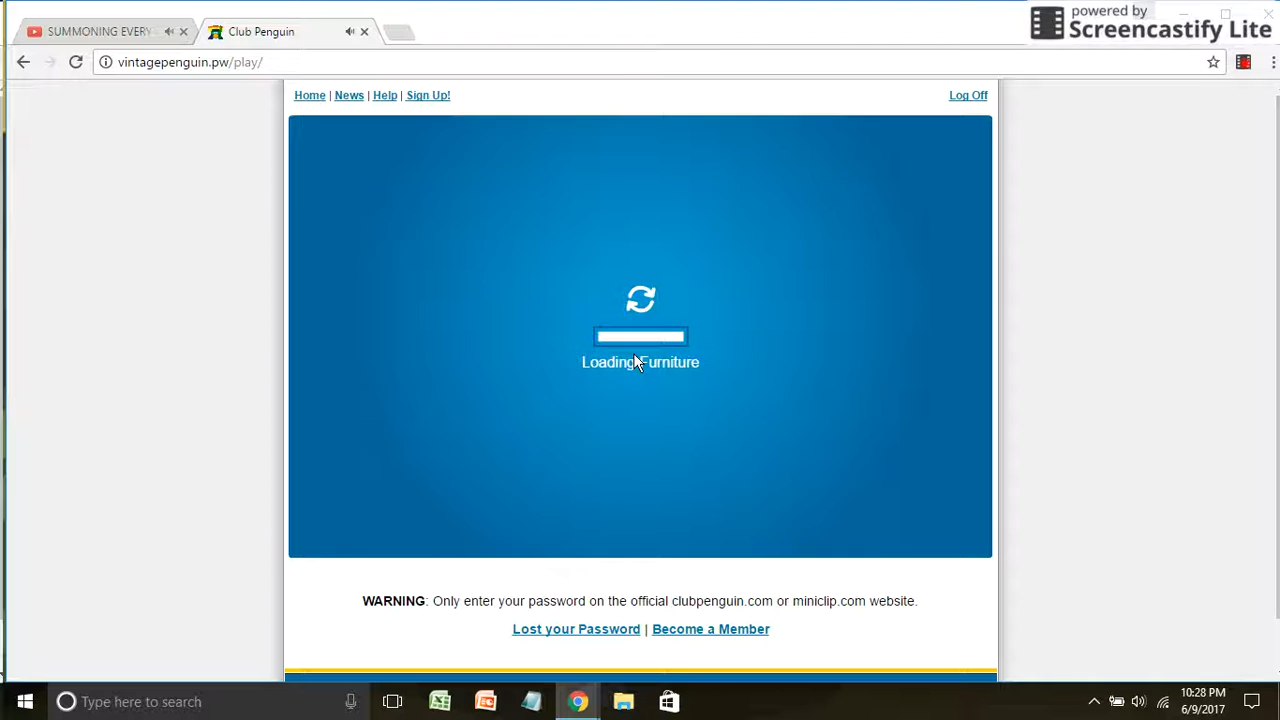 powered by
Screencastify Lite
SUMMONING EVERY
Club Penguin
vintagepenguin.pw/play/
Home | News | Help | Sign Up!
Log Off
Loading Furniture
WARNING: Only enter your password on the official clubpenguin.com or miniclip.com website.
Lost your Password | Become a Member
Type here to search
10:28 PM
6/9/2017